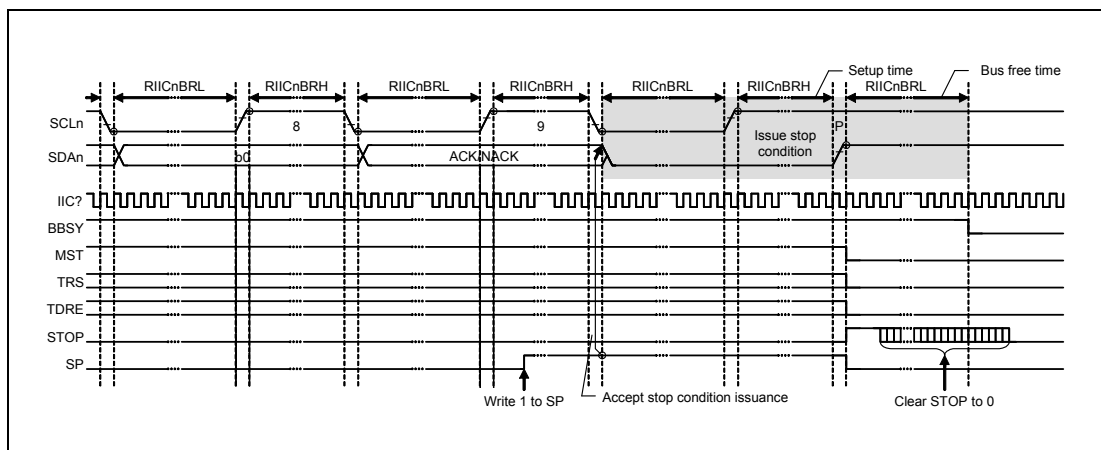 Setup time
Bus free time
RIICnBRL RIICnBRH RIICnBRL RIICnBRH RIICnBRL RIICnBRH RIICnBRL
SCLn 8 9 P
Issue stop
condition
SDAn b0 ACK/NACK
IIC?
BBSY
MST
TRS
TDRE
STOP
SP
Write 1 to SP
Accept stop condition issuance
Clear STOP to 0